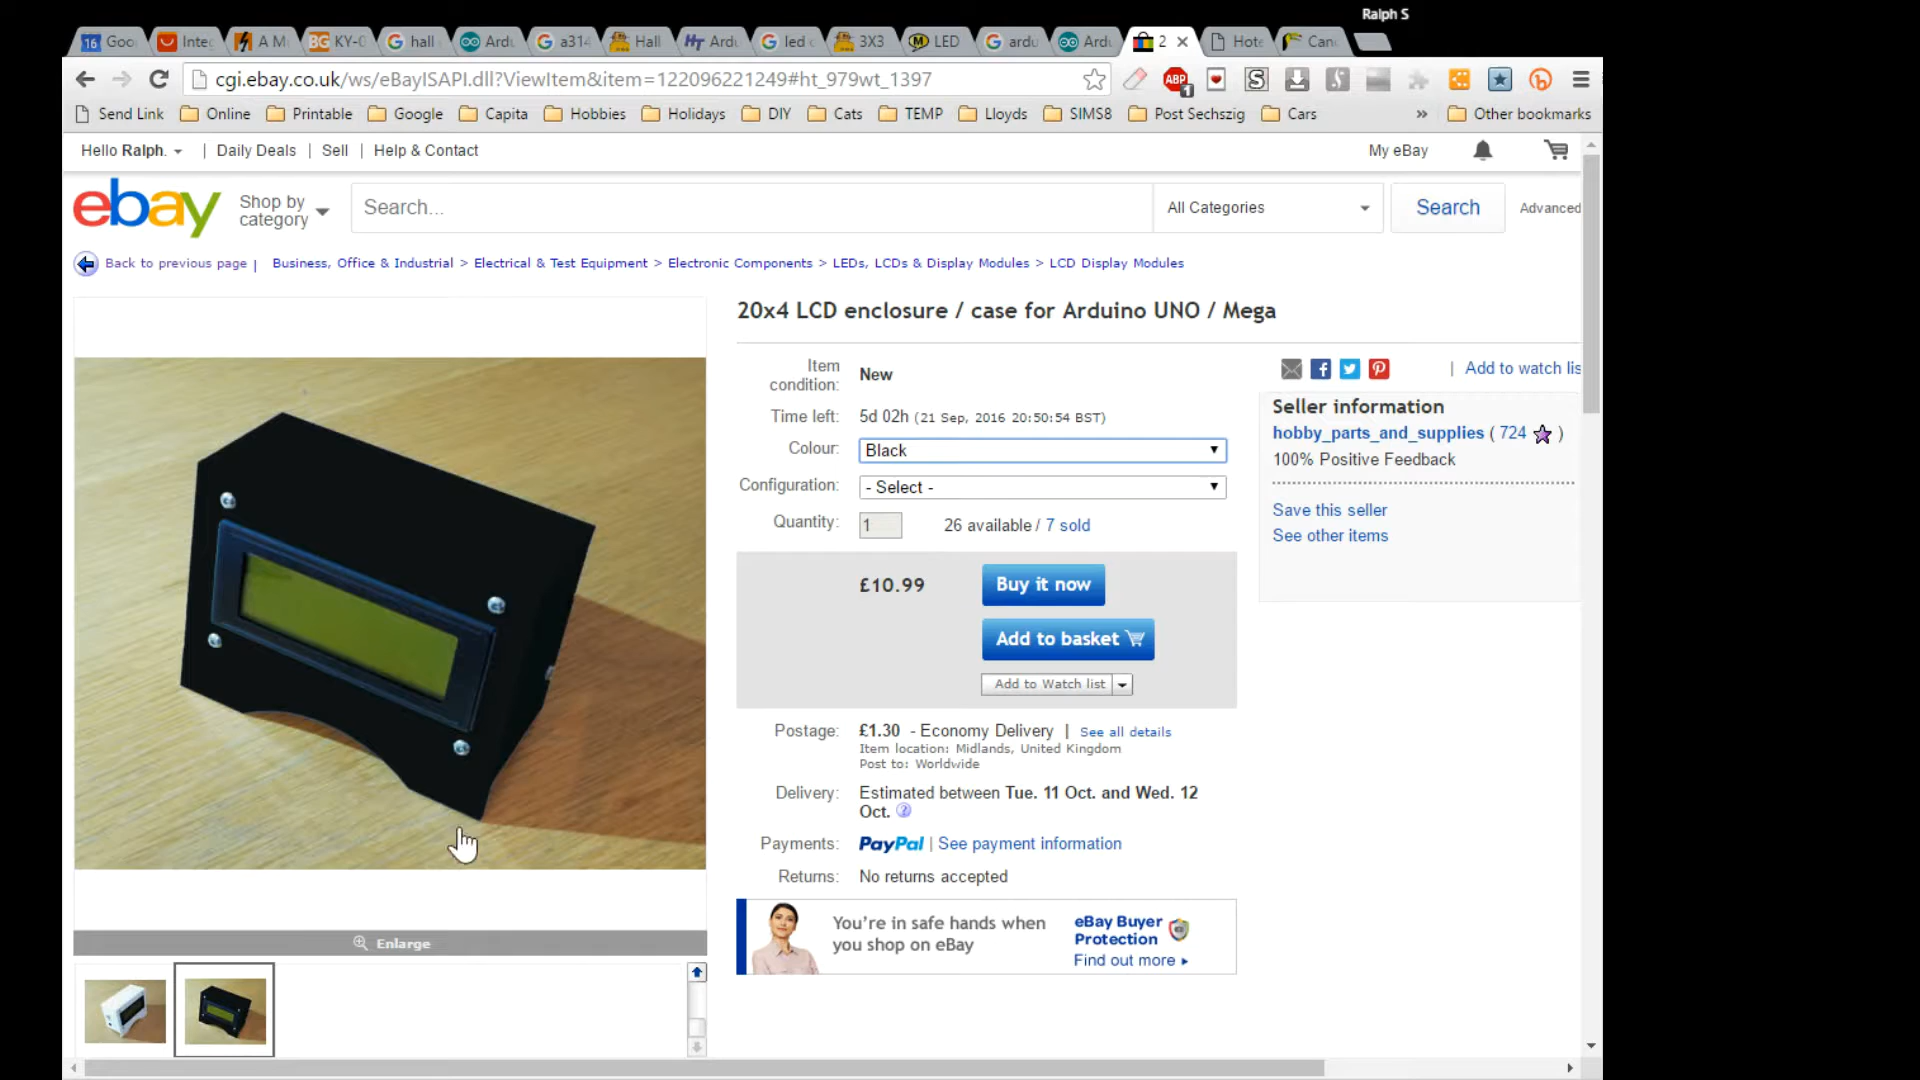 Ralph S
16 Goo
Inte
A M
BG KY-0
hall
Ardu
a314
Hall
HT Ardu
led
3X3
LED
ardu
Ardu
2
Hote
Can
cgi.ebay.co.uk/ws/eBayISAPI.dll?ViewItem&item=122096221249#ht_979wt_1397
ABP 1
S
Send Link Online Printable Google Capita Hobbies Holidays DIY Cats TEMP Lloyds SIMS8 Post Sechszig Cars » Other bookmarks
Hello Ralph. | Daily Deals | Sell | Help & Contact My eBay
ebay Shop by category Search... All Categories Search Advanced
Back to previous page | Business, Office & Industrial > Electrical & Test Equipment > Electronic Components > LEDs, LCDs & Display Modules > LCD Display Modules
20x4 LCD enclosure / case for Arduino UNO / Mega
Item condition: New
Time left: 5d 02h (21 Sep, 2016 20:50:54 BST)
Colour: Black
Configuration: - Select -
Quantity: 1 26 available / 7 sold
£10.99 Buy it now
Add to basket
Add to Watch list
Postage: £1.30 - Economy Delivery | See all details
Item location: Midlands, United Kingdom
Post to: Worldwide
Delivery: Estimated between Tue. 11 Oct. and Wed. 12
Oct. ?
Payments: PayPal | See payment information
Returns: No returns accepted
You're in safe hands when
you shop on eBay
eBay Buyer
Protection
Find out more
| Add to watch lis
Seller information
hobby_parts_and_supplies ( 724 )
100% Positive Feedback
Save this seller
See other items
Enlarge